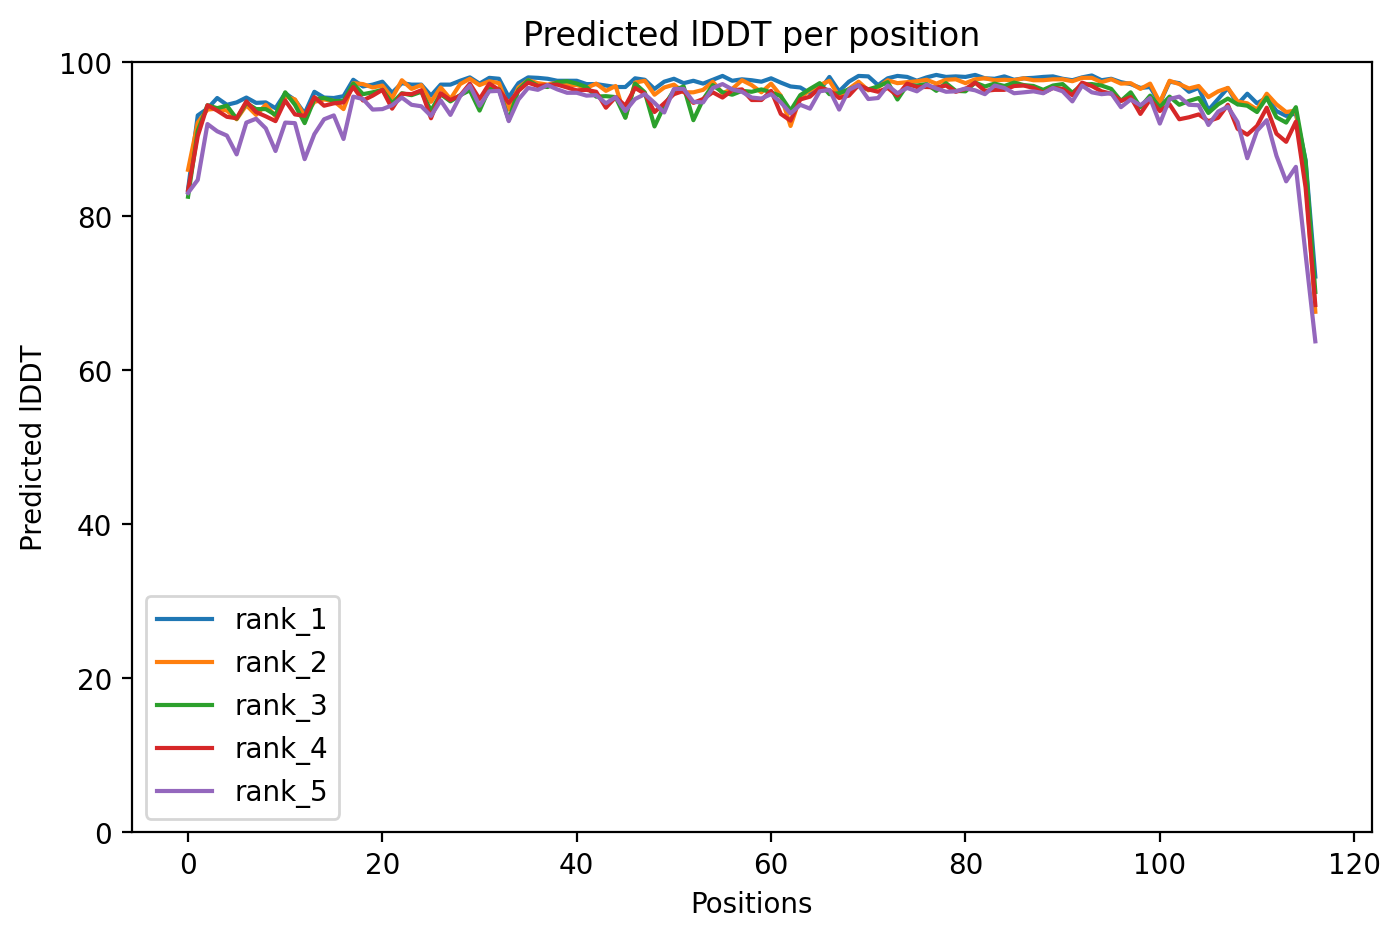 Predicted lDDT per position
100
80
60
40
20
0
Predicted lDDT
rank_1
rank_2
rank_3
rank_4
rank_5
0 20 40 60 80 100 120
Positions